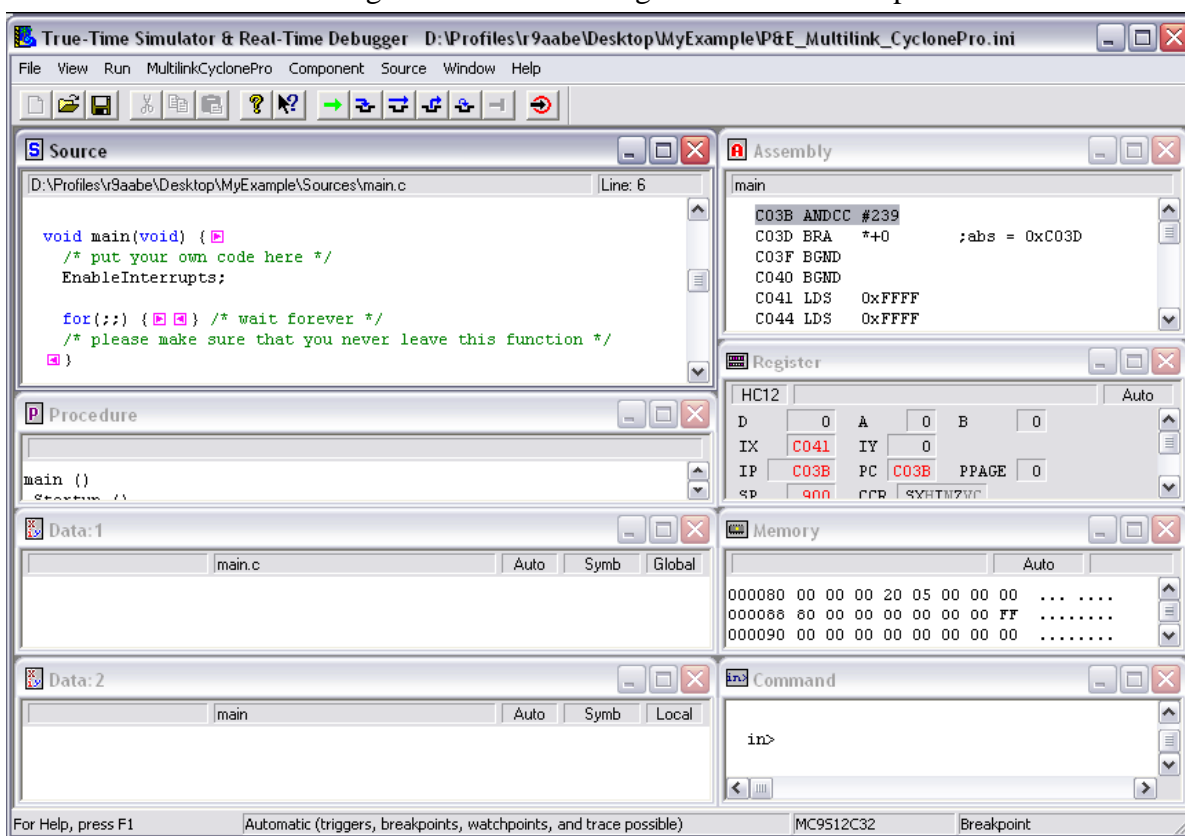 True-Time Simulator & Real-Time Debugger D:\Profiles\r9aabe\Desktop\MyExample\P&E_Multilink_CyclonePro.ini
File View Run MultilinkCyclonePro Component Source Window Help
Source
D:\Profiles\r9aabe\Desktop\MyExample\Sources\main.c Line: 6
void main(void) {
/* put your own code here */
EnableInterrupts;
for(;;) { } /* wait forever */
/* please make sure that you never leave this function */
}
Assembly
main
C03B ANDCC #239
C03D BRA *+0 ;abs = 0xC03D
C03F BGND
C040 BGND
C041 LDS 0xFFFF
C044 LDS 0xFFFF
Register
HC12 Auto
D 0 A 0 B 0
IX C041 IY 0
IP C03B PC C03B PPAGE 0
SP 900 CCR SXHINZVC
Procedure
main ()
Data:1
main.c Auto Symb Global
Memory
Auto
000080 00 00 00 20 05 00 00 00 ... ....
000088 80 00 00 00 00 00 00 FF ........
000090 00 00 00 00 00 00 00 00 ........
Data:2
main Auto Symb Local
Command
in>
For Help, press F1 Automatic (triggers, breakpoints, watchpoints, and trace possible) MC9S12C32 Breakpoint